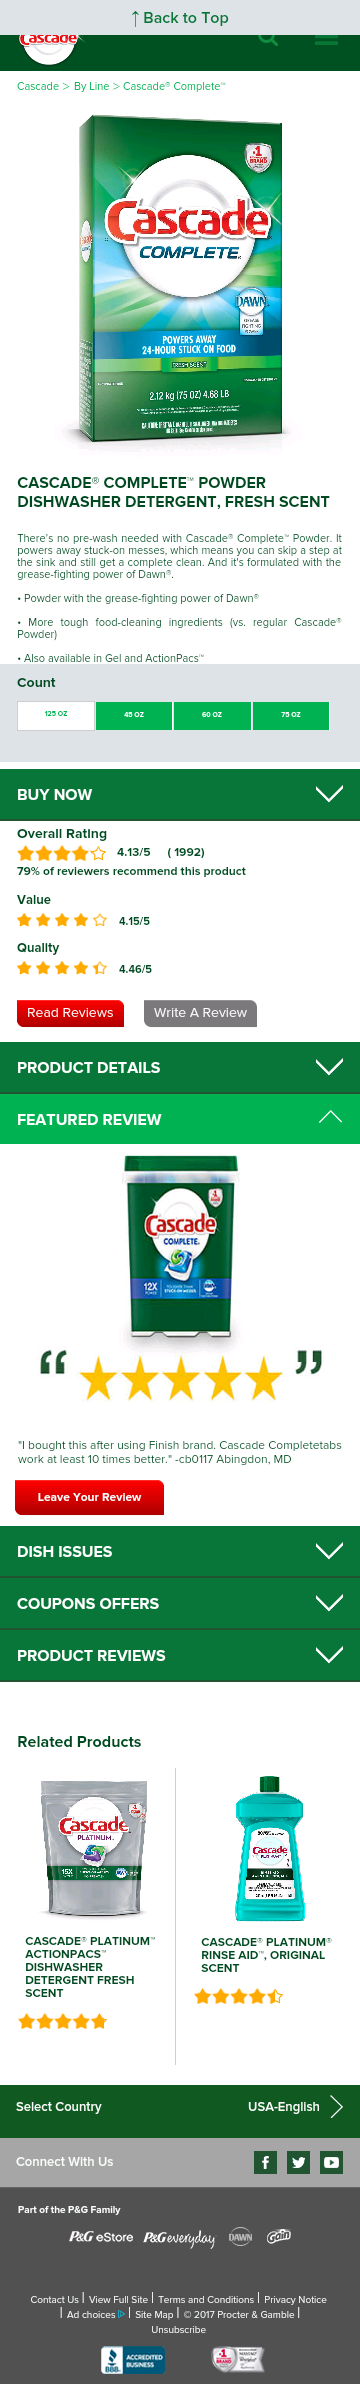 ↑ Back to Top
Cascade
Cascade > By Line > Cascade® Complete™
#1
Cascade
COMPLETE
DAWN
POWERS AWAY
24-HOUR STUCK ON FOOD
FRESH SCENT
2.12 kg (75 OZ) 4.68 LB
CASCADE® COMPLETE™ POWDER
DISHWASHER DETERGENT, FRESH SCENT
There's no pre-wash needed with Cascade® Complete™ Powder. It
powers away stuck-on messes, which means you can skip a step at
the sink and still get a complete clean. And it's formulated with the
grease-fighting power of Dawn®.
• Powder with the grease-fighting power of Dawn®
• More tough food-cleaning ingredients (vs. regular Cascade®
Powder)
• Also available in Gel and ActionPacs™
Count
125 OZ 45 OZ 60 OZ 75 OZ
BUY NOW
Overall Rating
4.13/5 ( 1992)
79% of reviewers recommend this product
Value
4.15/5
Quality
4.46/5
Read Reviews Write A Review
PRODUCT DETAILS
FEATURED REVIEW
Cascade
COMPLETE
12X
“ ”
"I bought this after using Finish brand. Cascade Completetabs
work at least 10 times better." -cb0117 Abingdon, MD
Leave Your Review
DISH ISSUES
COUPONS OFFERS
PRODUCT REVIEWS
Related Products
Cascade
PLATINUM
15X
CASCADE® PLATINUM™
ACTIONPACS™
DISHWASHER
DETERGENT FRESH
SCENT
Cascade
CASCADE® PLATINUM®
RINSE AID™, ORIGINAL
SCENT
Select Country USA-English
Connect With Us
Part of the P&G Family
P&G eStore P&G everyday DAWN Gain
Contact Us | View Full Site | Terms and Conditions | Privacy Notice
| Ad choices | Site Map | © 2017 Procter & Gamble |
Unsubscribe
BBB ACCREDITED
BUSINESS